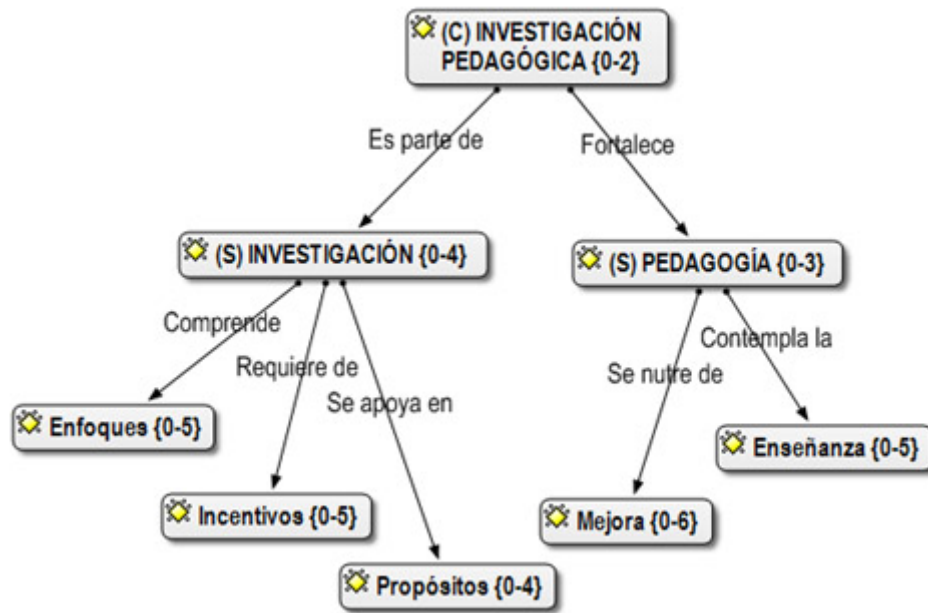 (C) INVESTIGACIÓN
PEDAGÓGICA {0-2}
Es parte de
Fortalece
(S) INVESTIGACIÓN {0-4}
(S) PEDAGOGÍA {0-3}
Comprende
Requiere de
Se apoya en
Contempla la
Se nutre de
Enfoques {0-5}
Enseñanza {0-5}
Incentivos {0-5}
Mejora {0-6}
Propósitos {0-4}